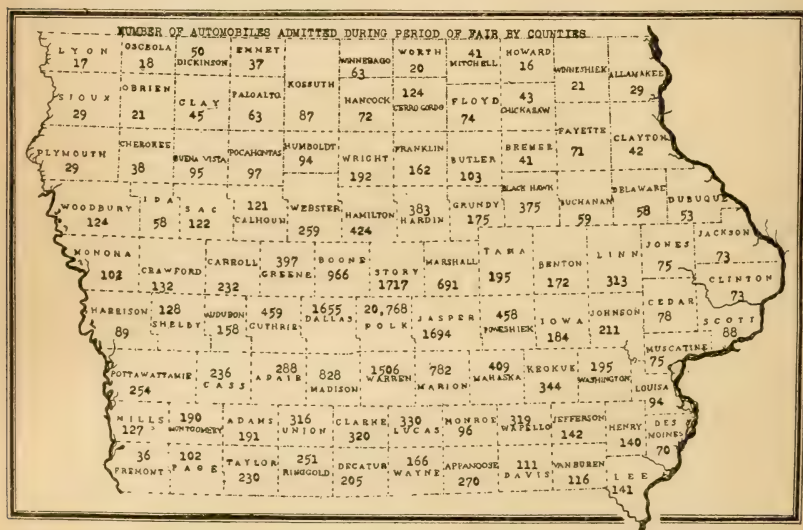 NUMBER OF AUTOMOBILES ADMITTED DURING PERIOD OF FAIR BY COUNTIES
LYON
17
OSCEOLA
18
50
DICKINSON
EMMET
37
WINNEBAGO
63
WORTH
20
41
MITCHELL
HOWARD
16
WINNESHIEK
21
ALLAMAKEE
29
SIOUX
29
OBRIEN
21
CLAY
45
PALOALTO
63
KOSSUTH
87
HANCOCK
72
124
CERRO GORDO
FLOYD
74
43
CHICKASAW
PLYMOUTH
29
CHEROKEE
38
BUENA VISTA
95
POCAHONTAS
97
HUMBOLDT
94
WRIGHT
192
FRANKLIN
162
BUTLER
103
BREMER
41
FAYETTE
71
CLAYTON
42
WOODBURY
124
IDA
58
SAC
122
121
CALHOUN
WEBSTER
259
HAMILTON
424
383
HARDIN
GRUNDY
175
BLACK HAWK
375
BUCHANAN
59
DELAWARE
58
DUBUQUE
53
MONONA
102
CRAWFORD
132
CARROLL
232
397
GREENE
BOONE
966
STORY
1717
MARSHALL
691
TAMA
195
BENTON
172
LINN
313
JONES
75
JACKSON
73
CLINTON
73
HARRISON
89
128
SHELBY
AUDUBON
158
459
GUTHRIE
1655
DALLAS
20,768
POLK
JASPER
1694
458
POWESHIEK
IOWA
184
JOHNSON
211
CEDAR
78
SCOTT
88
MUSCATINE
75
POTTAWATTAMIE
254
236
CASS
288
ADAIR
828
MADISON
1506
WARREN
782
MARION
409
MAHASKA
KEOKUE
344
195
WASHINGTON
LOUISA
94
MILLS
127
190
MONTGOMERY
ADAMS
191
316
UNION
CLARKE
320
330
LUCAS
MONROE
96
319
WAPELLO
JEFFERSON
142
HENRY
140
DES
MOINES
70
36
FREMONT
102
PAGE
TAYLOR
230
251
RINGGOLD
DECATUR
205
166
WAYNE
APPANOOSE
270
111
DAVIS
VANBUREN
116
LEE
141